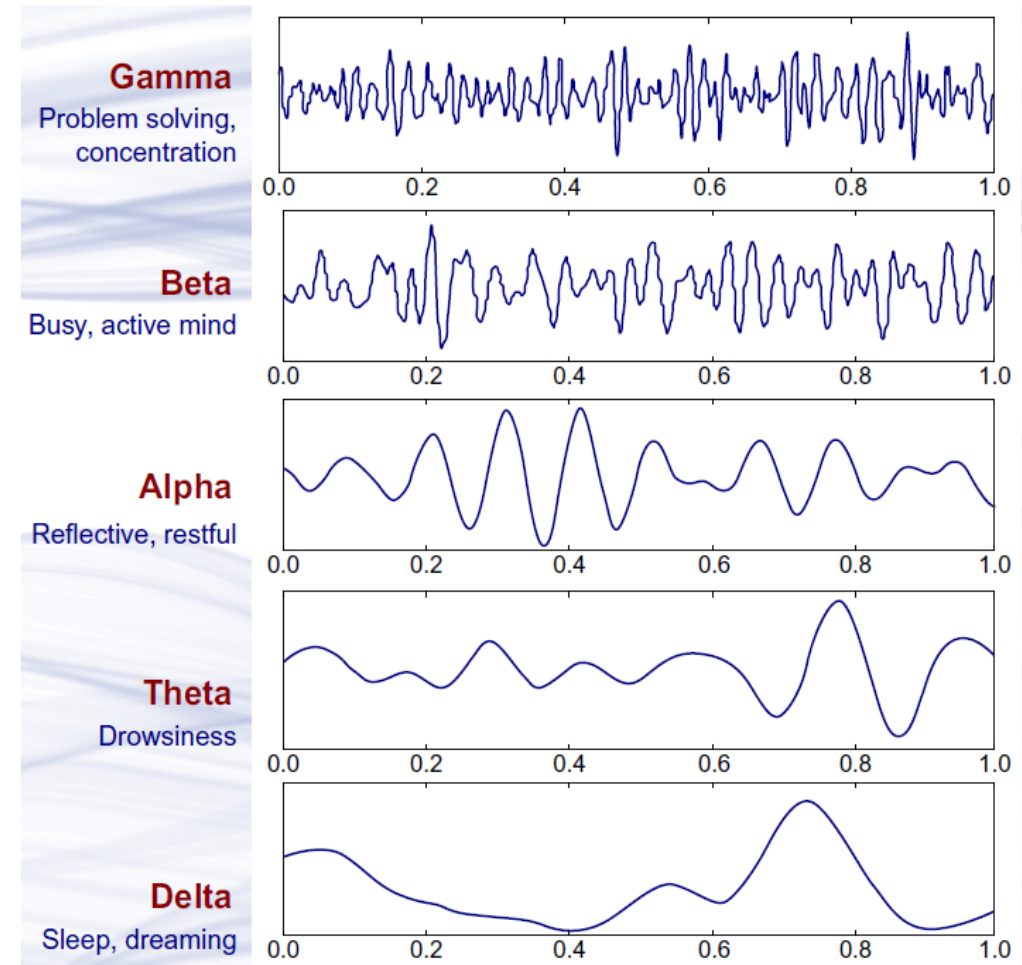 Gamma
Problem solving,
concentration
0.0 0.2 0.4 0.6 0.8 1.0
Beta
Busy, active mind
0.0 0.2 0.4 0.6 0.8 1.0
Alpha
Reflective, restful
0.0 0.2 0.4 0.6 0.8 1.0
Theta
Drowsiness
0.0 0.2 0.4 0.6 0.8 1.0
Delta
Sleep, dreaming
0.0 0.2 0.4 0.6 0.8 1.0